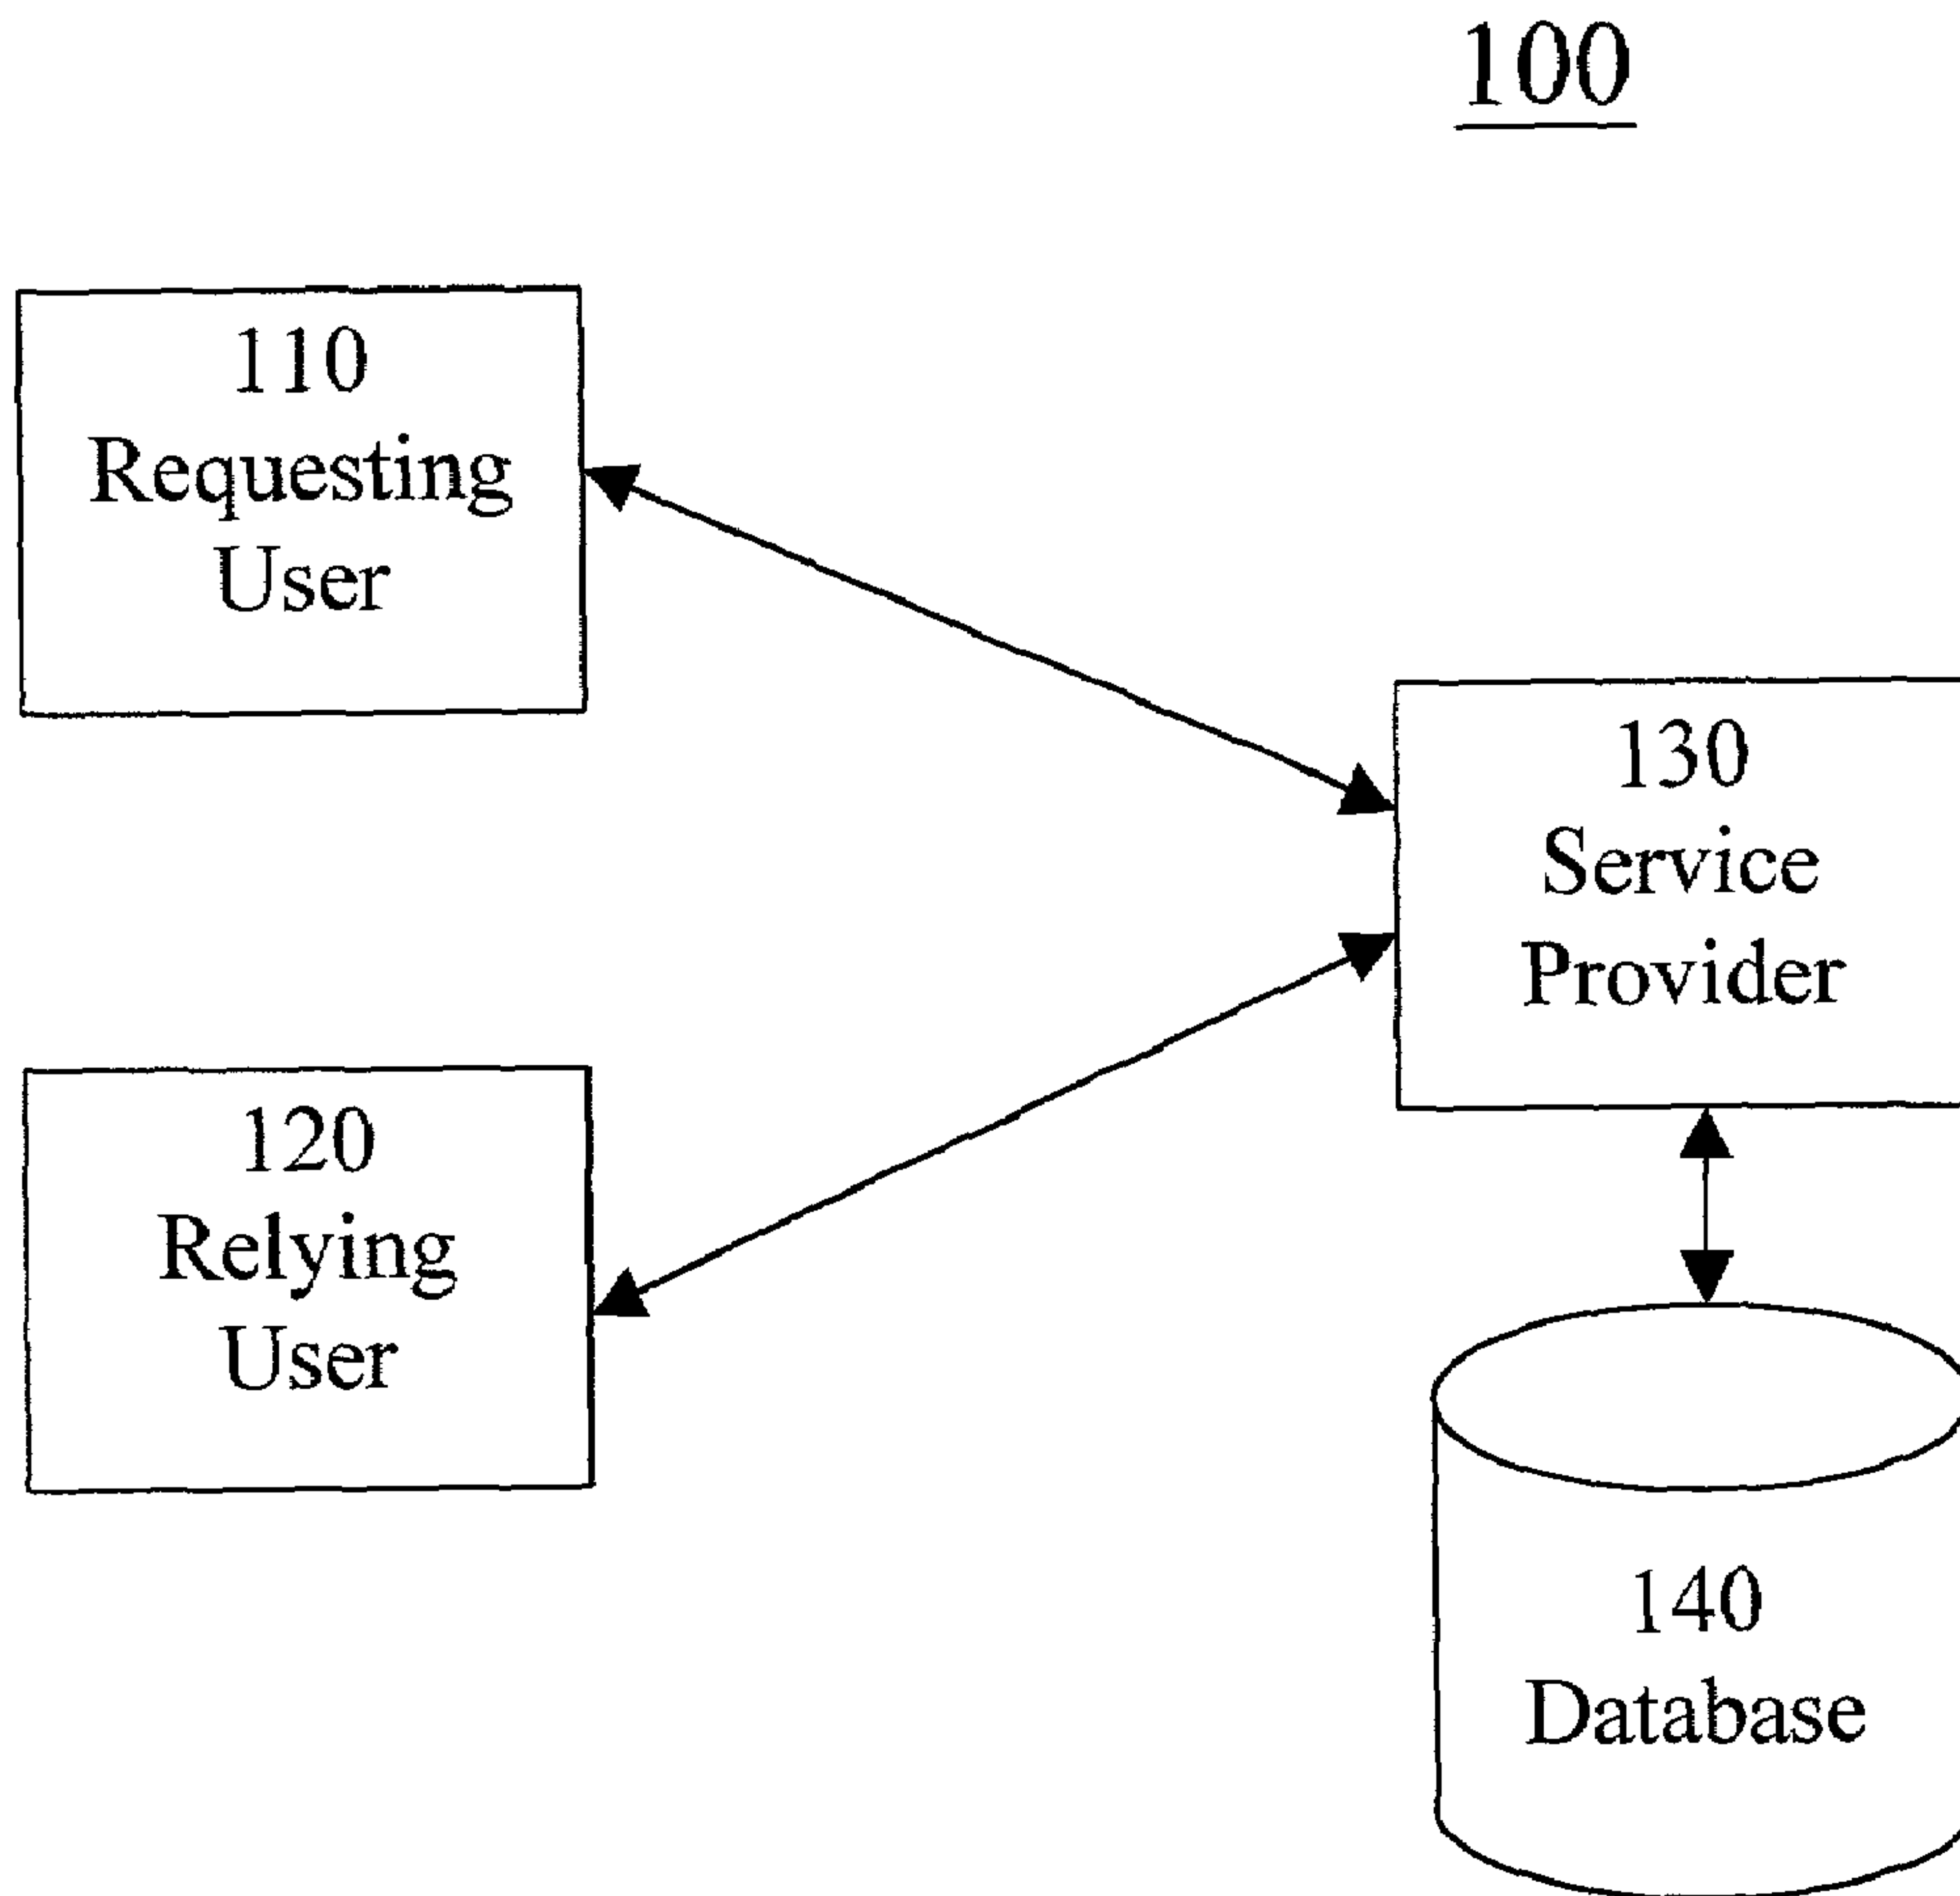 100
110
Requesting
User
130
Service
Provider
120
Relying
User
140
Database